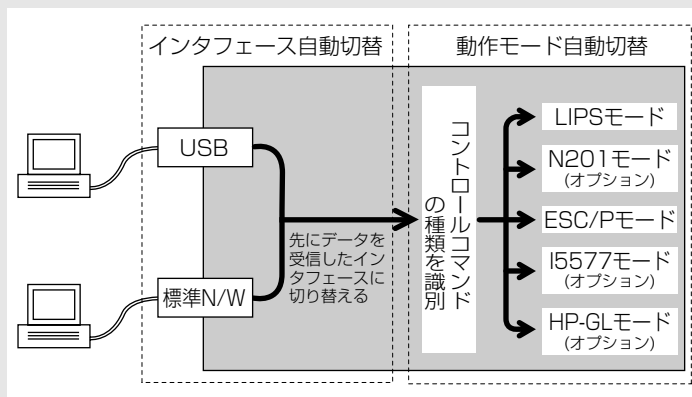 インタフェース自動切替
動作モード自動切替
USB
標準N/W
先にデータを
受信したイン
タフェースに
切り替える
コントロールコマンド
の種類を識別
LIPSモード
N201モード
(オプション)
ESC/Pモード
I5577モード
(オプション)
HP-GLモード
(オプション)